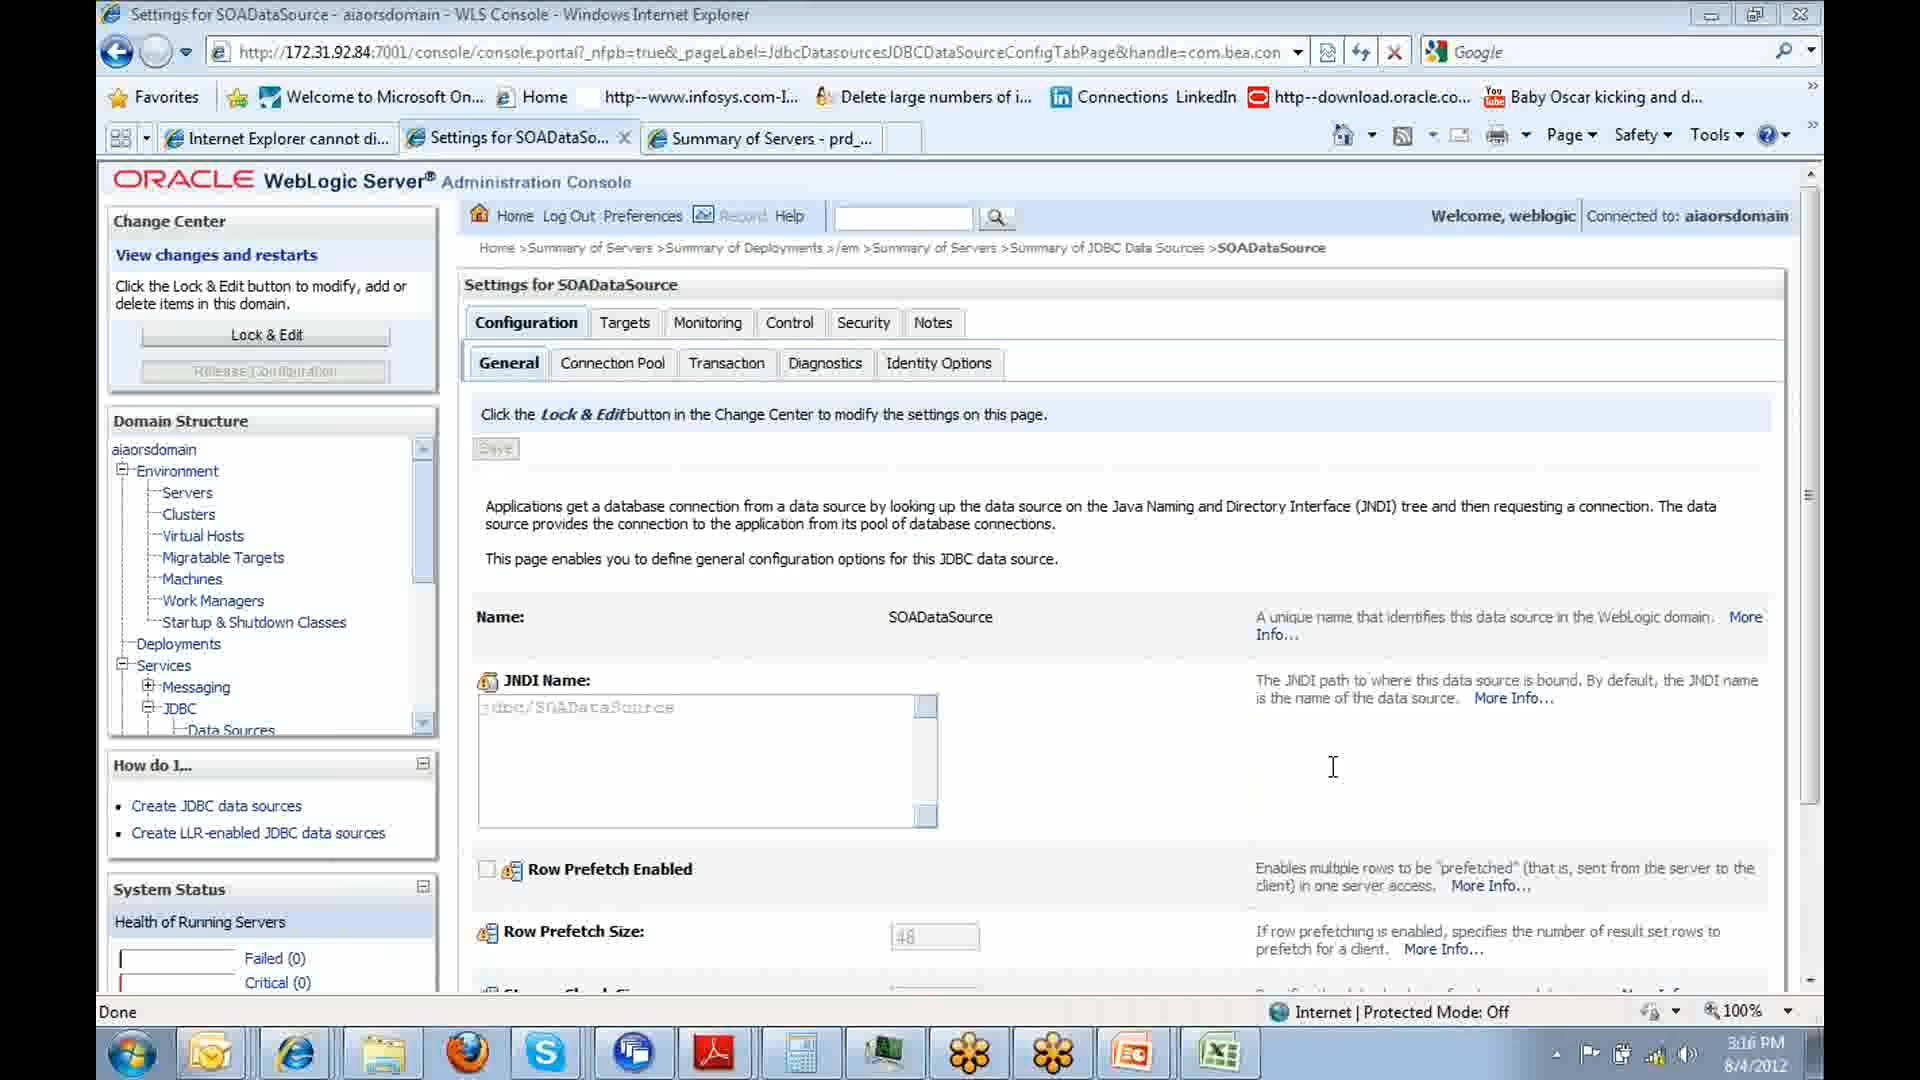 Settings for SOADataSource - aiaorsdomain - WLS Console - Windows Internet Explorer
http://172.31.92.84:7001/console/console.portal?_nfpb=true&_pageLabel=JdbcDatasourcesJDBCDataSourceConfigTabPage&handle=com.bea.con
Google
Favorites
Welcome to Microsoft On...
Home
http--www.infosys.com-I...
Delete large numbers of i...
Connections LinkedIn
http--download.oracle.co...
Baby Oscar kicking and d...
Internet Explorer cannot di...
Settings for SOADataSo...
Summary of Servers - prd_...
Page
Safety
Tools
ORACLE WebLogic Server® Administration Console
Change Center
View changes and restarts
Click the Lock & Edit button to modify, add or
delete items in this domain.
Lock & Edit
Release Configuration
Domain Structure
aiaorsdomain
Environment
Servers
Clusters
Virtual Hosts
Migratable Targets
Machines
Work Managers
Startup & Shutdown Classes
Deployments
Services
Messaging
JDBC
Data Sources
How do I...
Create JDBC data sources
Create LLR-enabled JDBC data sources
System Status
Health of Running Servers
Failed (0)
Critical (0)
Home Log Out Preferences Record Help
Welcome, weblogic
Connected to: aiaorsdomain
Home >Summary of Servers >Summary of Deployments >/em >Summary of Servers >Summary of JDBC Data Sources >SOADataSource
Settings for SOADataSource
Configuration Targets Monitoring Control Security Notes
General Connection Pool Transaction Diagnostics Identity Options
Click the Lock & Edit button in the Change Center to modify the settings on this page.
Save
Applications get a database connection from a data source by looking up the data source on the Java Naming and Directory Interface (JNDI) tree and then requesting a connection. The data
source provides the connection to the application from its pool of database connections.
This page enables you to define general configuration options for this JDBC data source.
Name:
SOADataSource
A unique name that identifies this data source in the WebLogic domain. More
Info...
JNDI Name:
jdbc/SOADataSource
The JNDI path to where this data source is bound. By default, the JNDI name
is the name of the data source. More Info...
Row Prefetch Enabled
Enables multiple rows to be "prefetched" (that is, sent from the server to the
client) in one server access. More Info...
Row Prefetch Size:
48
If row prefetching is enabled, specifies the number of result set rows to
prefetch for a client. More Info...
Done
Internet | Protected Mode: Off
100%
3:16 PM
8/4/2012